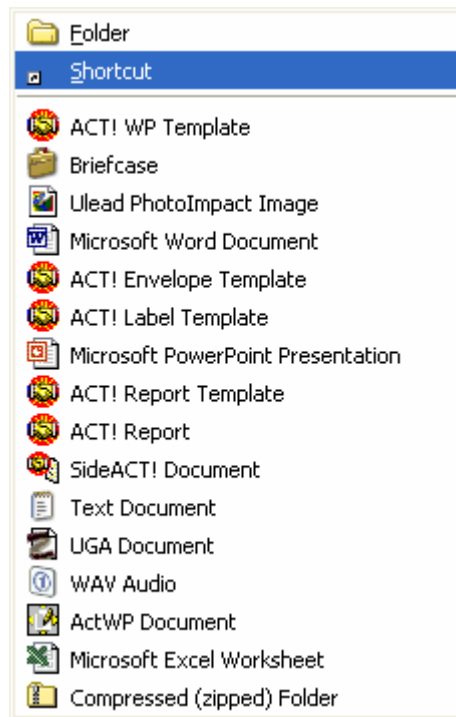 Folder
Shortcut
ACT! WP Template
Briefcase
Ulead PhotoImpact Image
Microsoft Word Document
ACT! Envelope Template
ACT! Label Template
Microsoft PowerPoint Presentation
ACT! Report Template
ACT! Report
SideACT! Document
Text Document
UGA Document
WAV Audio
ActWP Document
Microsoft Excel Worksheet
Compressed (zipped) Folder